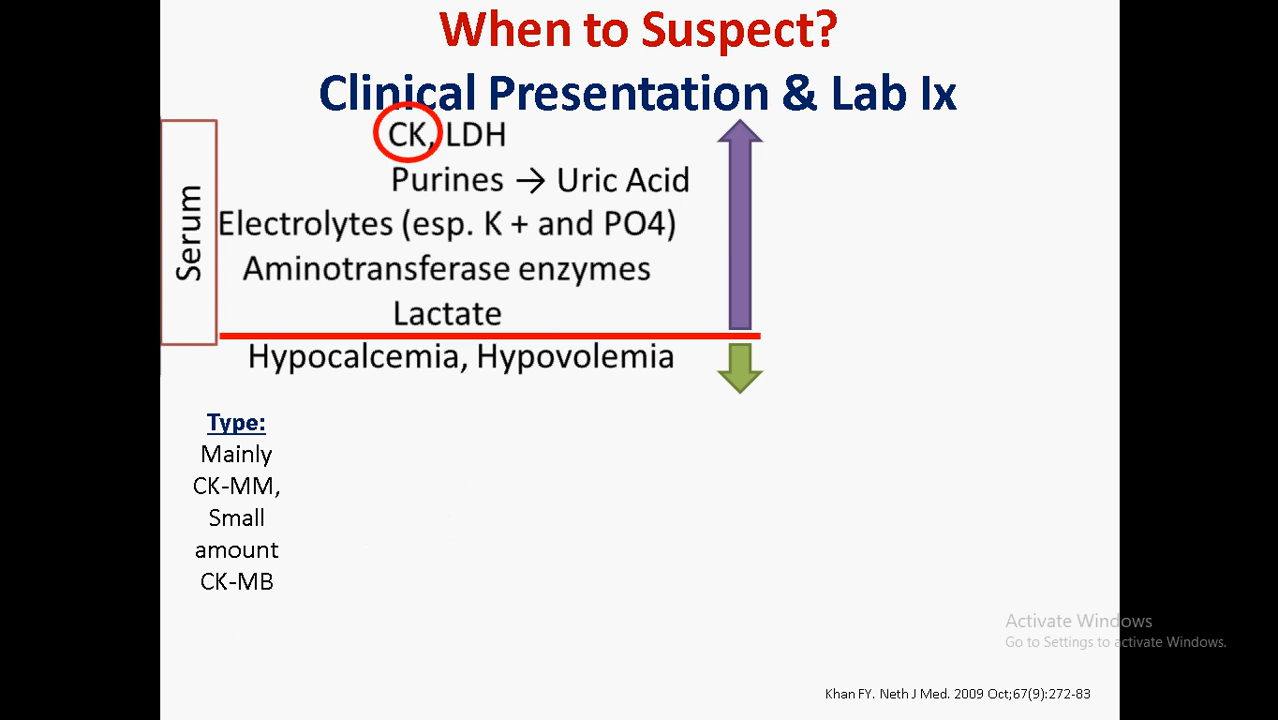 When to Suspect?
Clinical Presentation & Lab Ix
CK, LDH
Purines → Uric Acid
Electrolytes (esp. K + and PO4)
Aminotransferase enzymes
Lactate
Serum
Hypocalcemia, Hypovolemia
Type:
Mainly
CK-MM,
Small
amount
CK-MB
Activate Windows
Go to Settings to activate Windows.
Khan FY. Neth J Med. 2009 Oct;67(9):272-83